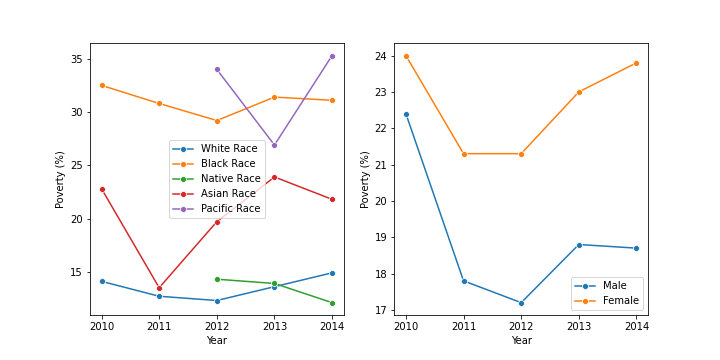 35
30
25
20
15
Poverty (%)
2010 2011 2012 2013 2014
Year
White Race
Black Race
Native Race
Asian Race
Pacific Race
24
23
22
21
20
19
18
17
Poverty (%)
2010 2011 2012 2013 2014
Year
Male
Female